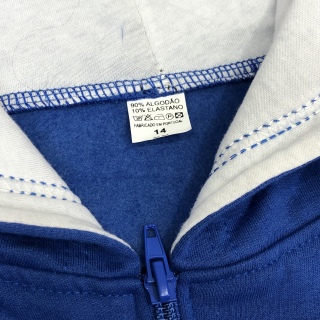 90% ALGODÃO
10% ELASTANO
FABRICADO EM PORTUGAL
14